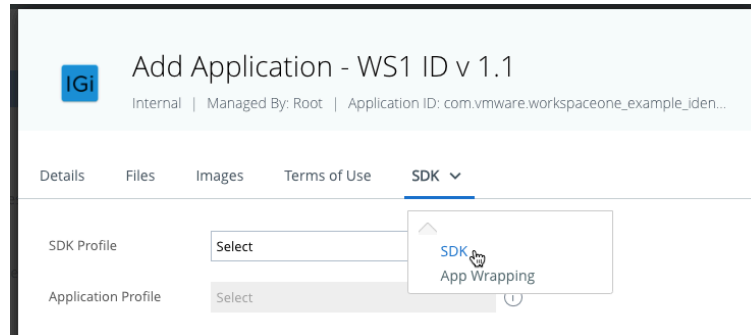 IGi
Add Application - WS1 ID v 1.1
Internal | Managed By: Root | Application ID: com.vmware.workspaceone_example_iden...
Details Files Images Terms of Use SDK
SDK Profile Select
SDK
App Wrapping
Application Profile Select